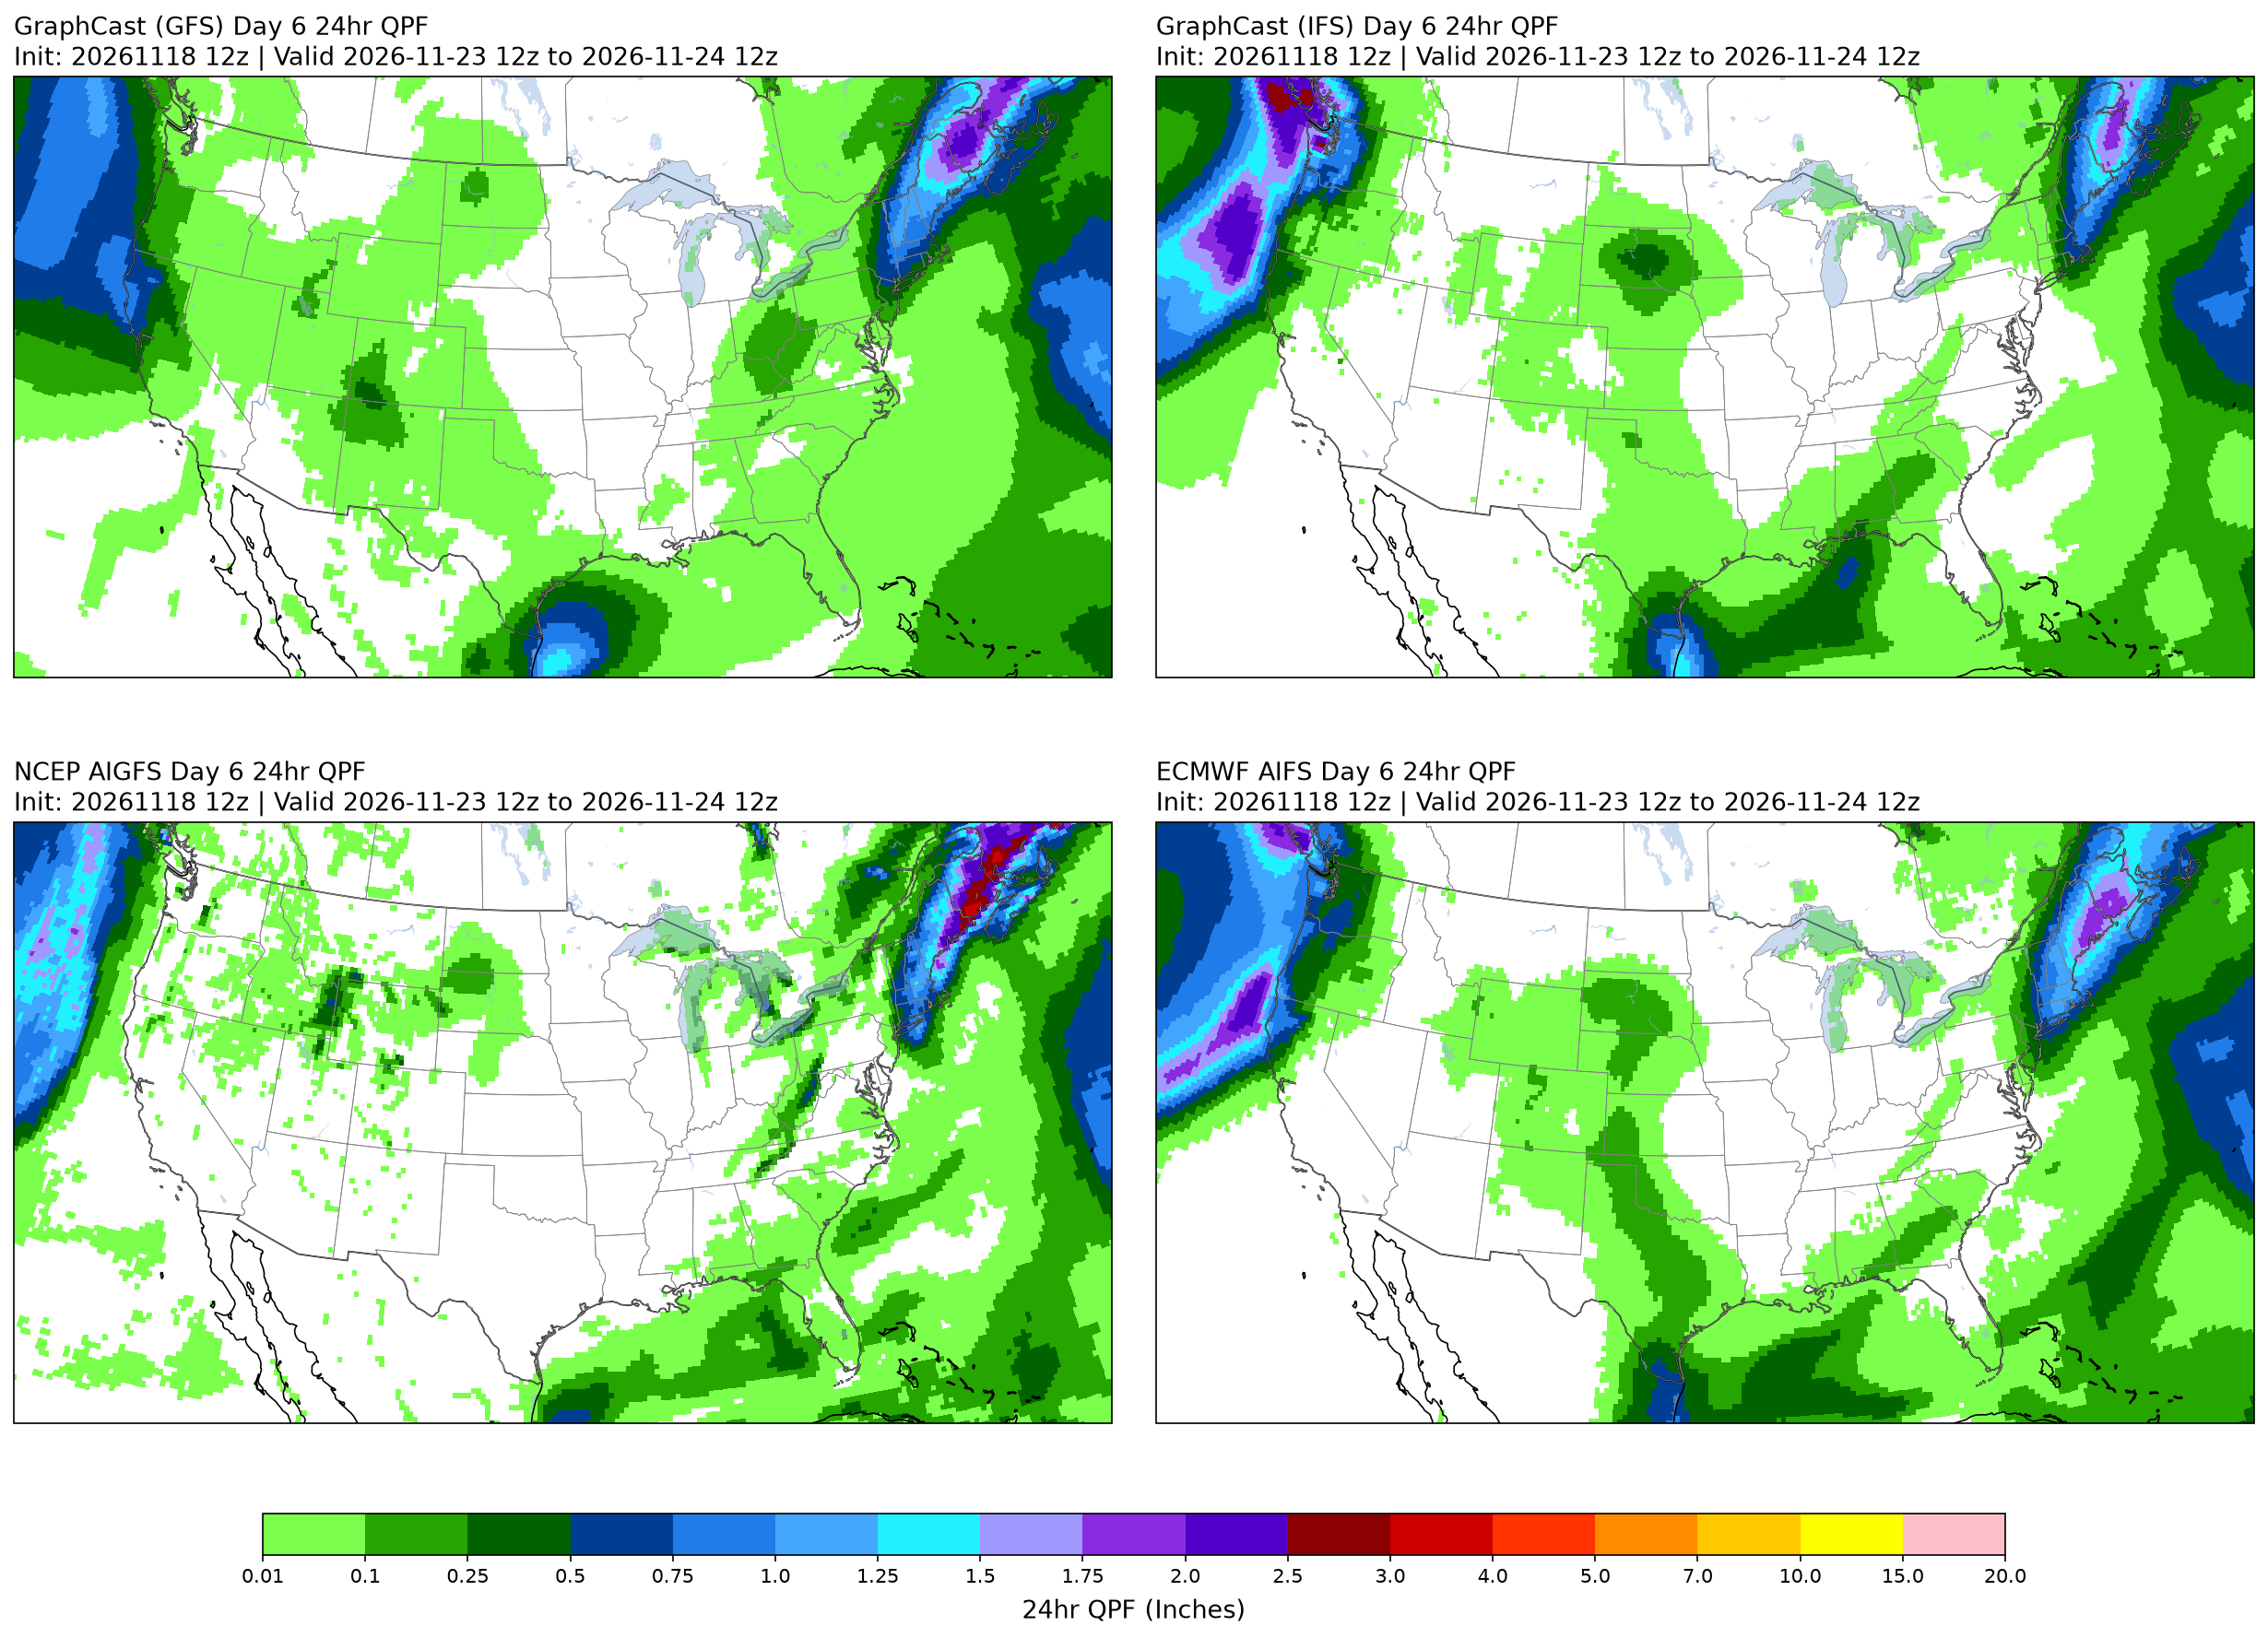 GraphCast (GFS) Day 6 24hr QPF
Init: 20261118 12z | Valid 2026-11-23 12z to 2026-11-24 12z
GraphCast (IFS) Day 6 24hr QPF
Init: 20261118 12z | Valid 2026-11-23 12z to 2026-11-24 12z
NCEP AIGFS Day 6 24hr QPF
Init: 20261118 12z | Valid 2026-11-23 12z to 2026-11-24 12z
ECMWF AIFS Day 6 24hr QPF
Init: 20261118 12z | Valid 2026-11-23 12z to 2026-11-24 12z
0.01 0.1 0.25 0.5 0.75 1.0 1.25 1.5 1.75 2.0 2.5 3.0 4.0 5.0 7.0 10.0 15.0 20.0
24hr QPF (Inches)